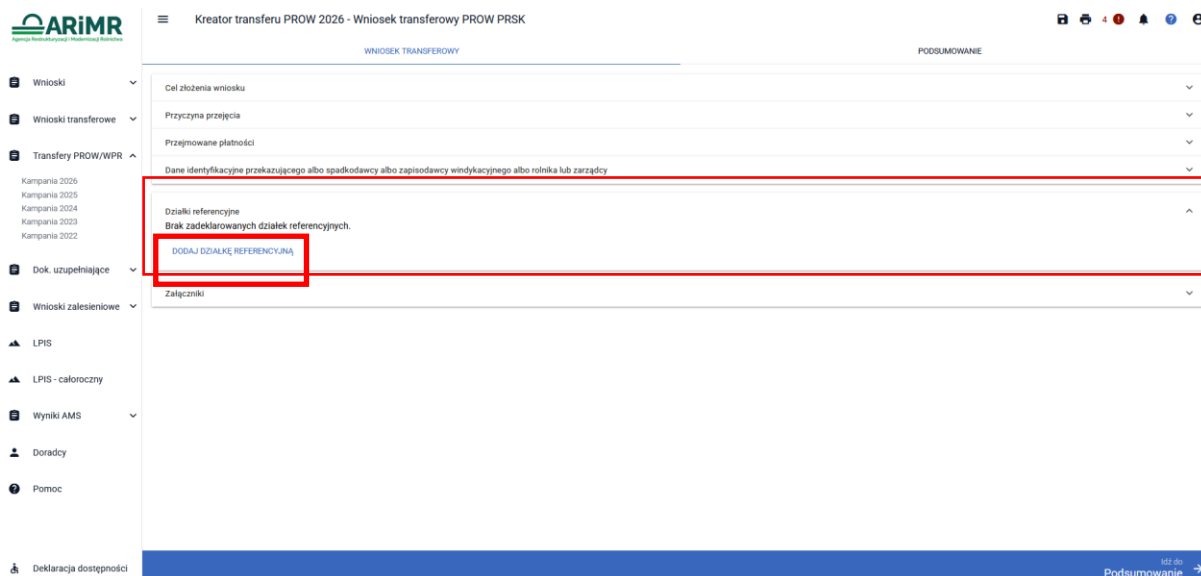 ARiMR
Agencja Restrukturyzacji i Modernizacji Rolnictwa
Kreator transferu PROW 2026 - Wniosek transferowy PROW PRSK
4
WNIOSEK TRANSFEROWY
PODSUMOWANIE
Wnioski
Wnioski transferowe
Transfery PROW/WPR
Kampania 2026
Kampania 2025
Kampania 2024
Kampania 2023
Kampania 2022
Dok. uzupełniające
Wnioski zalesieniowe
LPIS
LPIS - całoroczny
Wyniki AMS
Doradcy
Pomoc
Deklaracja dostępności
Cel złożenia wniosku
Przyczyna przejęcia
Przejmowane płatności
Dane identyfikacyjne przekazującego albo spadkodawcy albo zapisodawcy windykacyjnego albo rolnika lub zarządcy
Działki referencyjne
Brak zadeklarowanych działek referencyjnych.
DODAJ DZIAŁKĘ REFERENCYJNĄ
Załączniki
Idź do
Podsumowanie